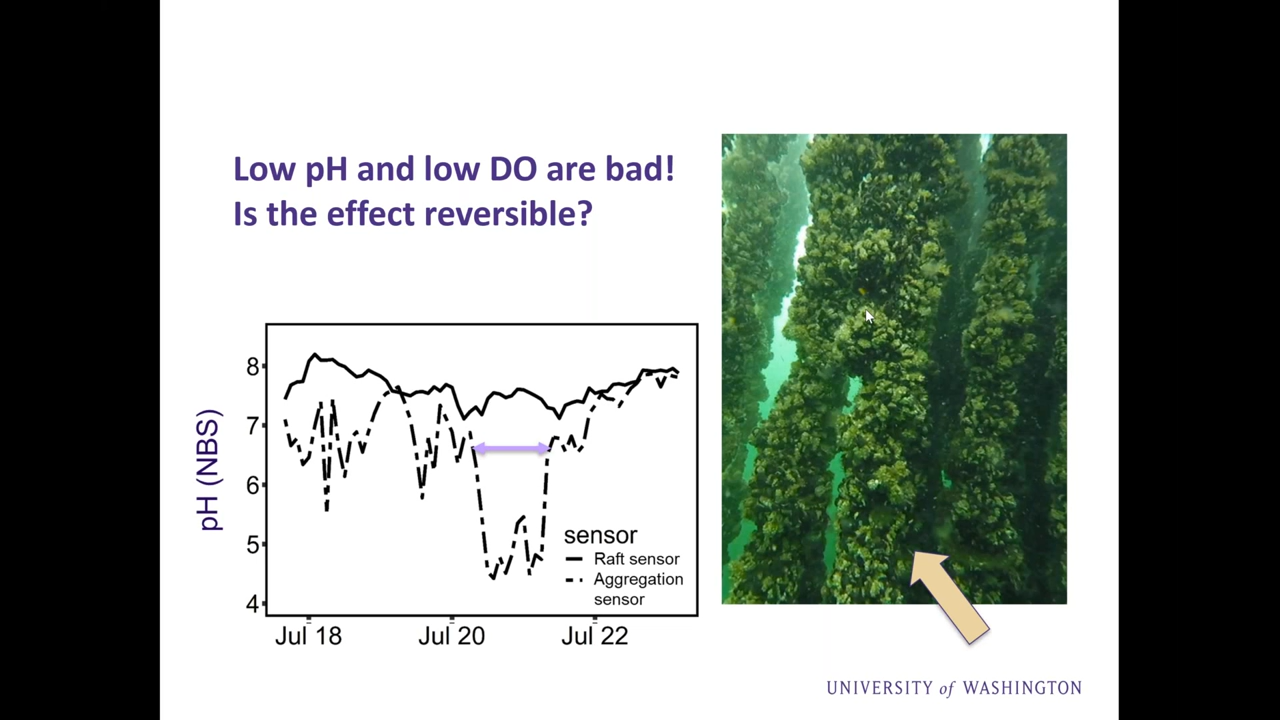 Low pH and low DO are bad!
Is the effect reversible?
pH (NBS)
8
7
6
5
4
sensor
Raft sensor
Aggregation
sensor
Jul 18
Jul 20
Jul 22
UNIVERSITY of WASHINGTON